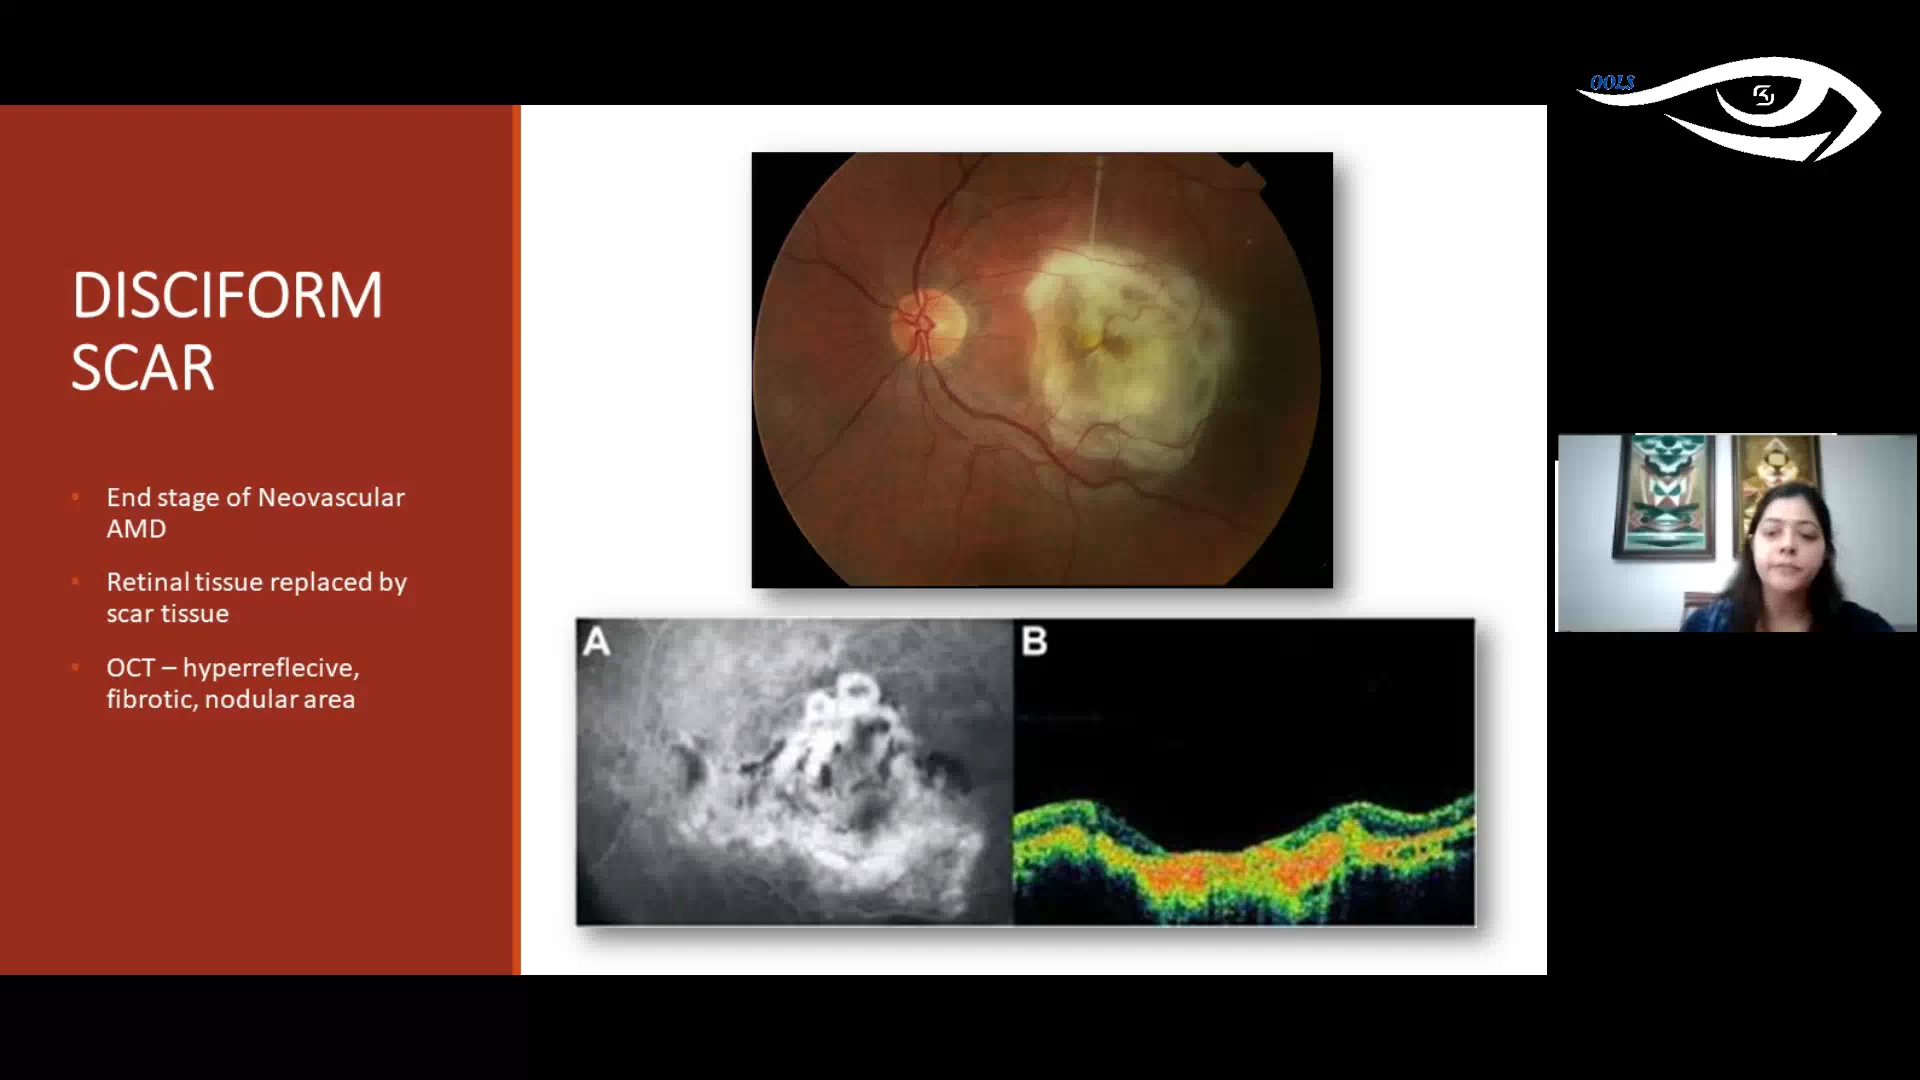 OOLS
DISCIFORM
SCAR
• End stage of Neovascular
AMD
• Retinal tissue replaced by
scar tissue
• OCT – hyperreflecive,
fibrotic, nodular area
A
B